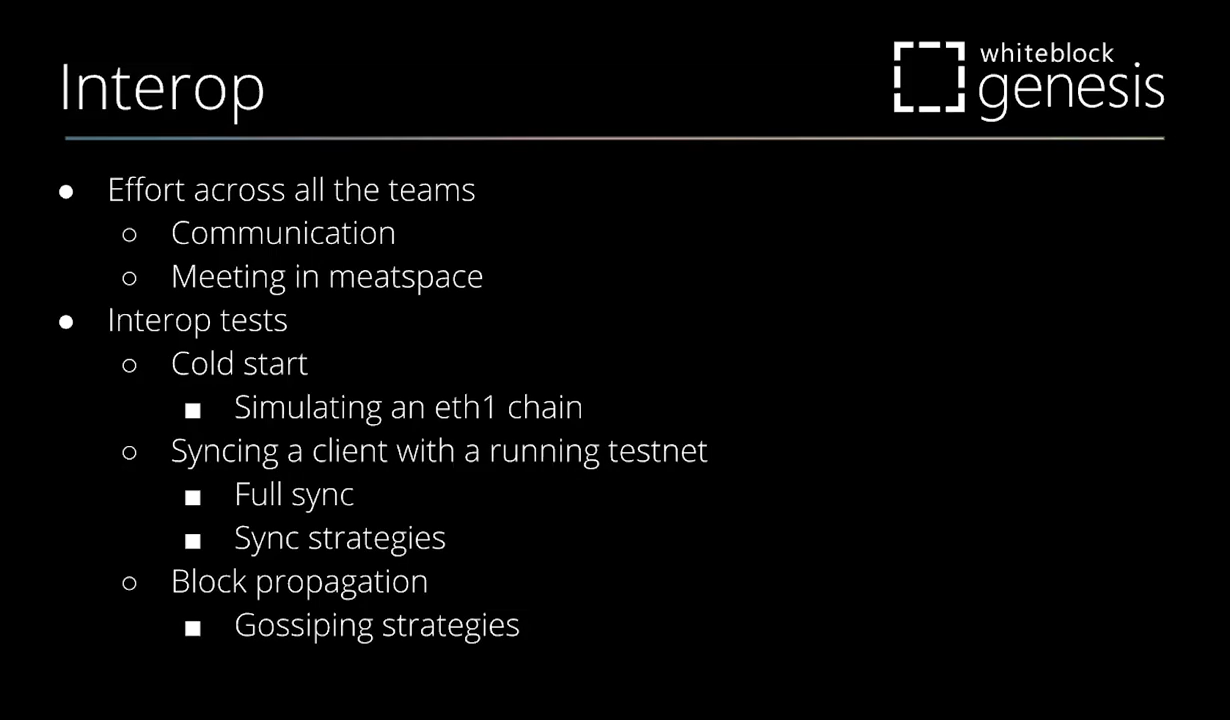 Interop
whiteblock
genesis
● Effort across all the teams
○ Communication
○ Meeting in meatspace
● Interop tests
○ Cold start
■ Simulating an eth1 chain
○ Syncing a client with a running testnet
■ Full sync
■ Sync strategies
○ Block propagation
■ Gossiping strategies